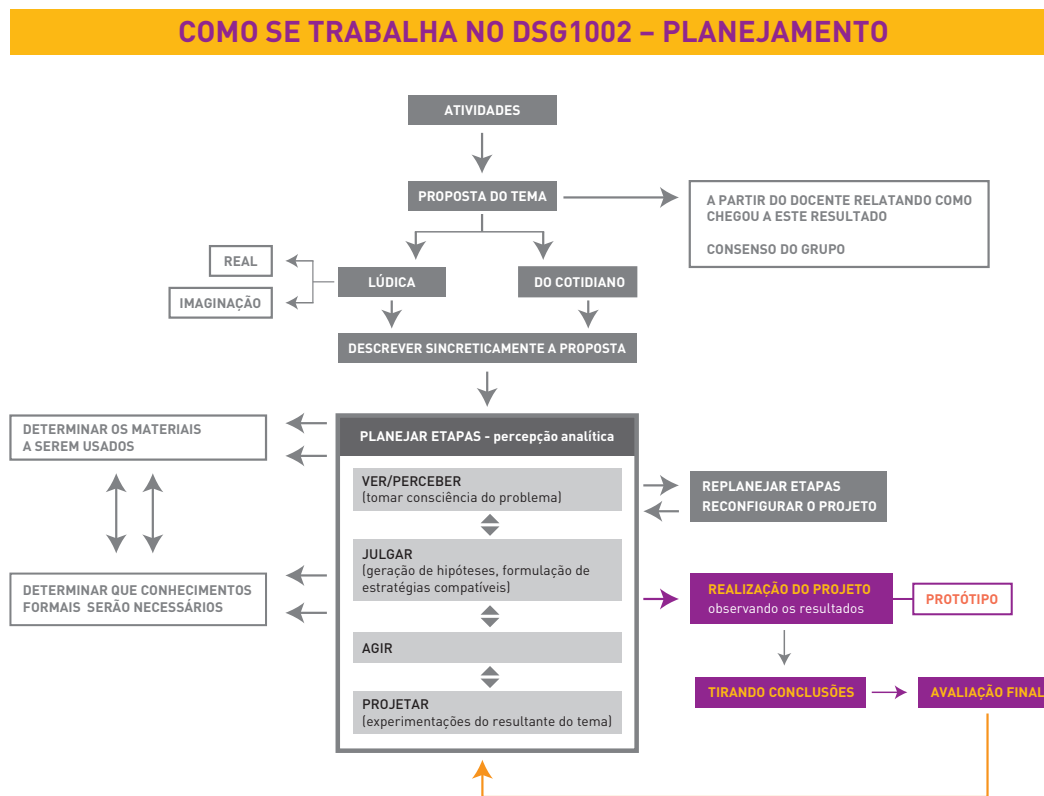 COMO SE TRABALHA NO DSG1002 – PLANEJAMENTO
ATIVIDADES
PROPOSTA DO TEMA
A PARTIR DO DOCENTE RELATANDO COMO
CHEGOU A ESTE RESULTADO
CONSENSO DO GRUPO
REAL
IMAGINAÇÃO
LÚDICA
DO COTIDIANO
DESCREVER SINCRETICAMENTE A PROPOSTA
DETERMINAR OS MATERIAIS
A SEREM USADOS
DETERMINAR QUE CONHECIMENTOS
FORMAIS SERÃO NECESSÁRIOS
PLANEJAR ETAPAS - percepção analítica
VER/PERCEBER
(tomar consciência do problema)
JULGAR
(geração de hipóteses, formulação de
estratégias compatíveis)
AGIR
PROJETAR
(experimentações do resultante do tema)
REPLANEJAR ETAPAS
RECONFIGURAR O PROJETO
REALIZAÇÃO DO PROJETO
observando os resultados
PROTÓTIPO
TIRANDO CONCLUSÕES
AVALIAÇÃO FINAL